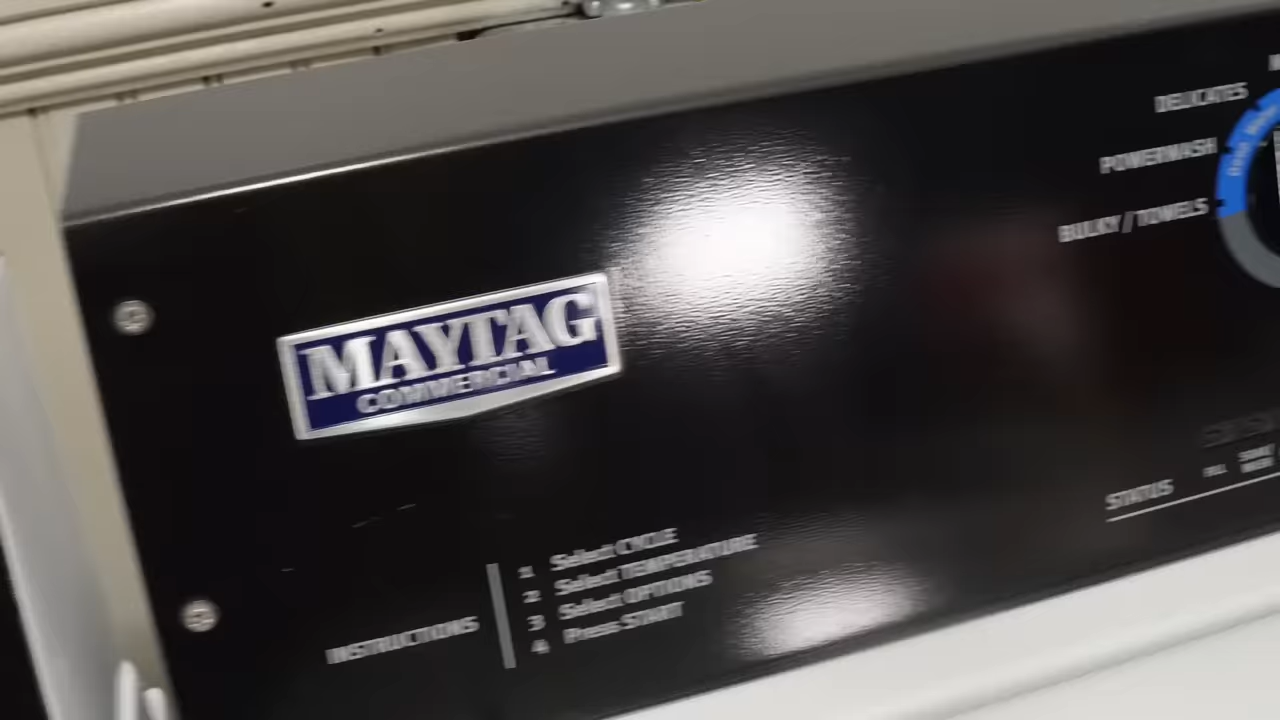 DELICATES
POWERWASH
BULKY / TOWELS
MAYTAG
COMMERCIAL
STATUS
INSTRUCTIONS
1 Select CYCLE
2 Select TEMPERATURE
3 Select OPTIONS
4 Press START